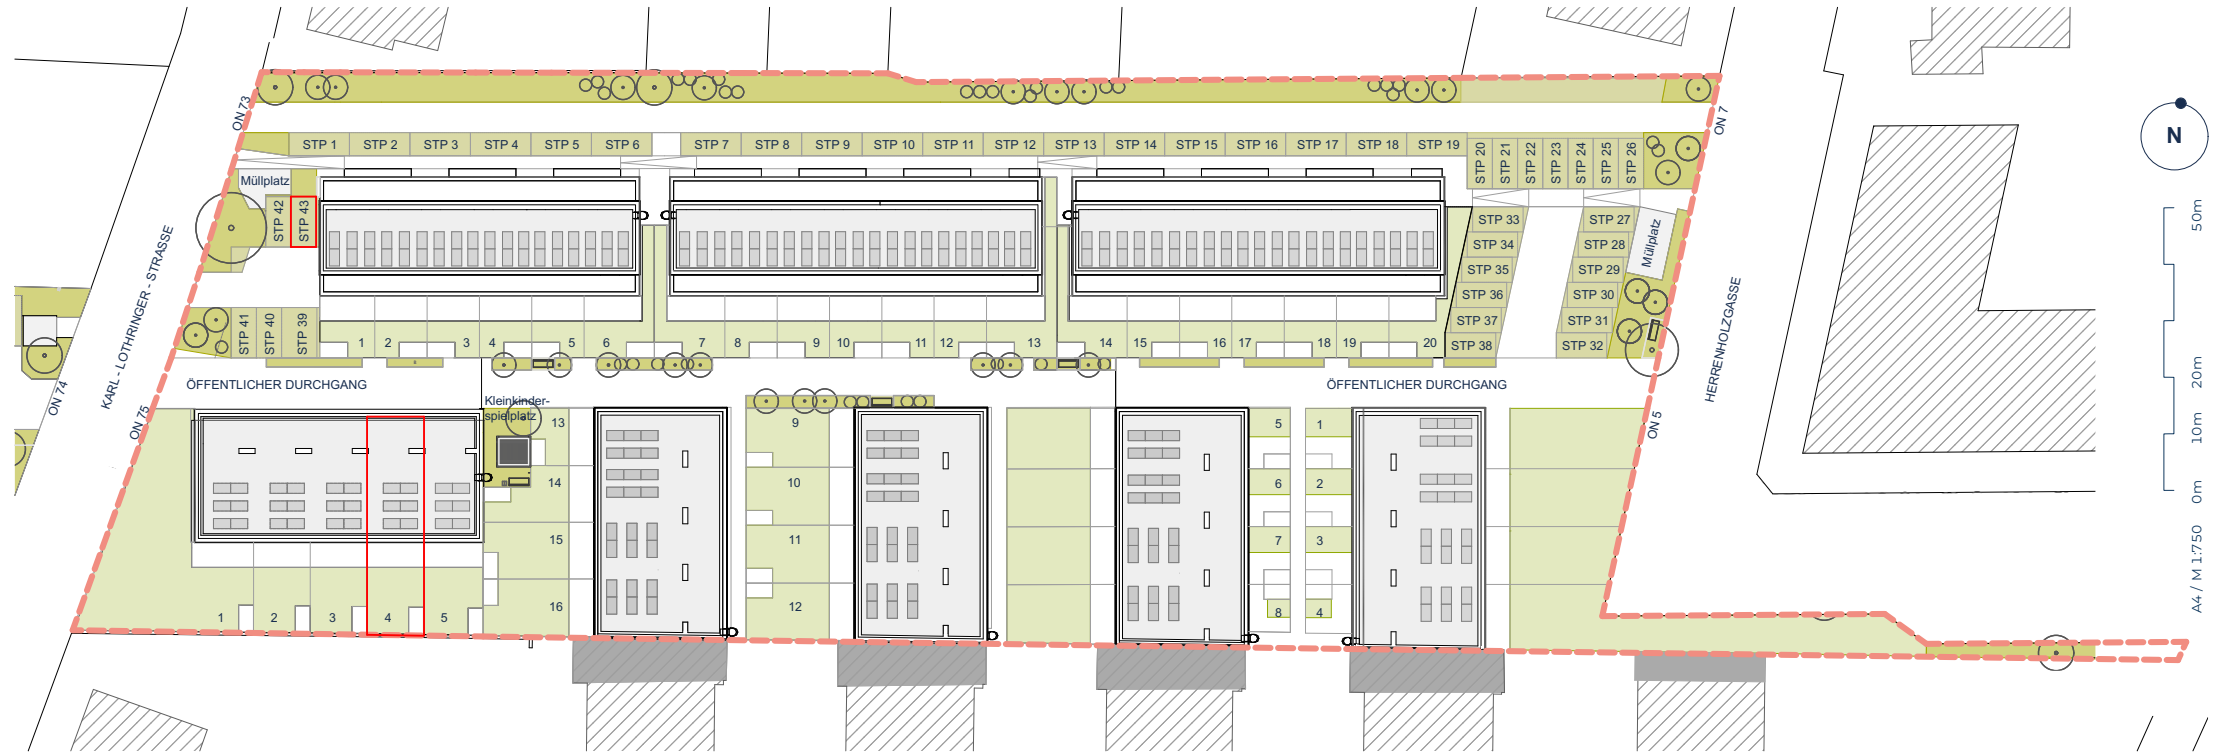 ON 73
ON 7
N
STP 1
STP 2
STP 3
STP 4
STP 5
STP 6
STP 7
STP 8
STP 9
STP 10
STP 11
STP 12
STP 13
STP 14
STP 15
STP 16
STP 17
STP 18
STP 19
STP 20
STP 21
STP 22
STP 23
STP 24
STP 25
STP 26
Müllplatz
STP 42
STP 43
STP 33
STP 27
STP 34
STP 28
STP 35
STP 29
STP 36
STP 30
STP 37
STP 31
STP 38
STP 32
Müllplatz
50m
20m
10m
0m
A4 / M 1:750
KARL - LOTHRINGER - STRASSE
HERRENHOLZGASSE
STP 41
STP 40
STP 39
1
2
3
4
5
6
7
8
9
10
11
12
13
14
15
16
17
18
19
20
ÖFFENTLICHER DURCHGANG
ÖFFENTLICHER DURCHGANG
ON 74
ON 75
ON 5
Kleinkinder-
spielplatz
13
14
15
16
9
10
11
12
5
6
7
8
1
2
3
4
1
2
3
4
5